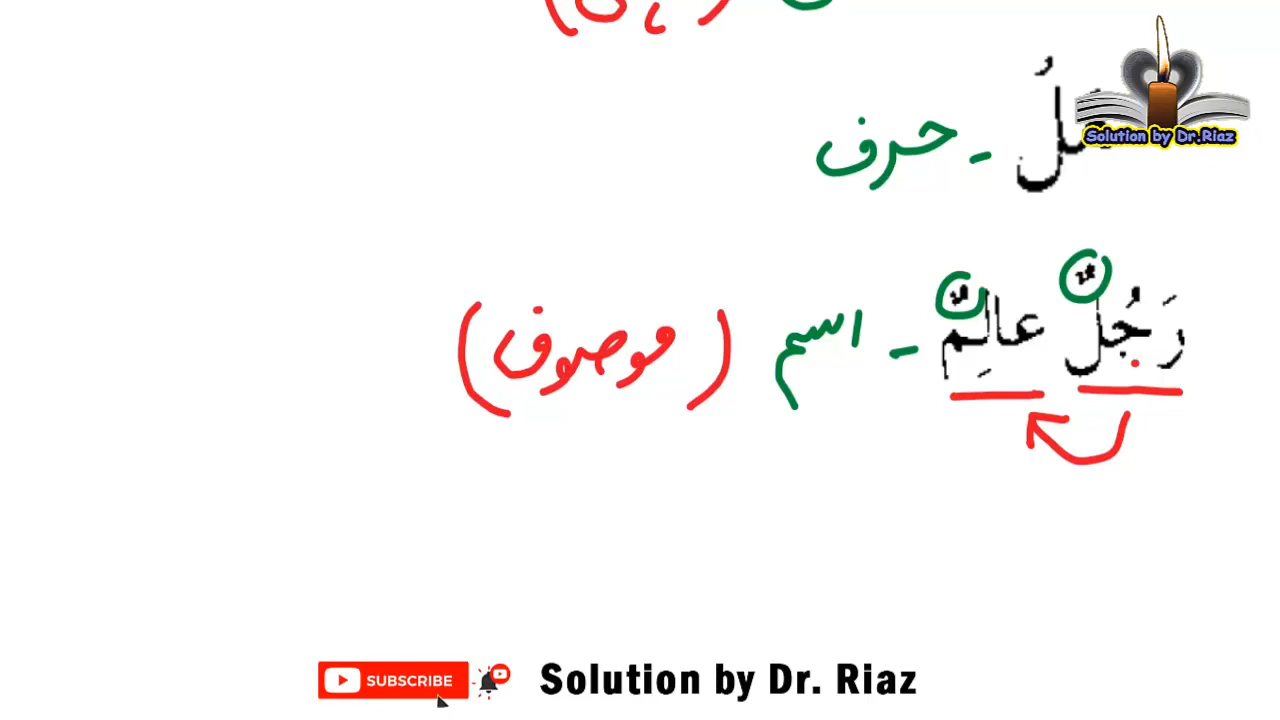 Solution by Dr.Riaz
- حرف
رَجُلٌ عالِمٌ - اسم (موصوف)
SUBSCRIBE
Solution by Dr. Riaz